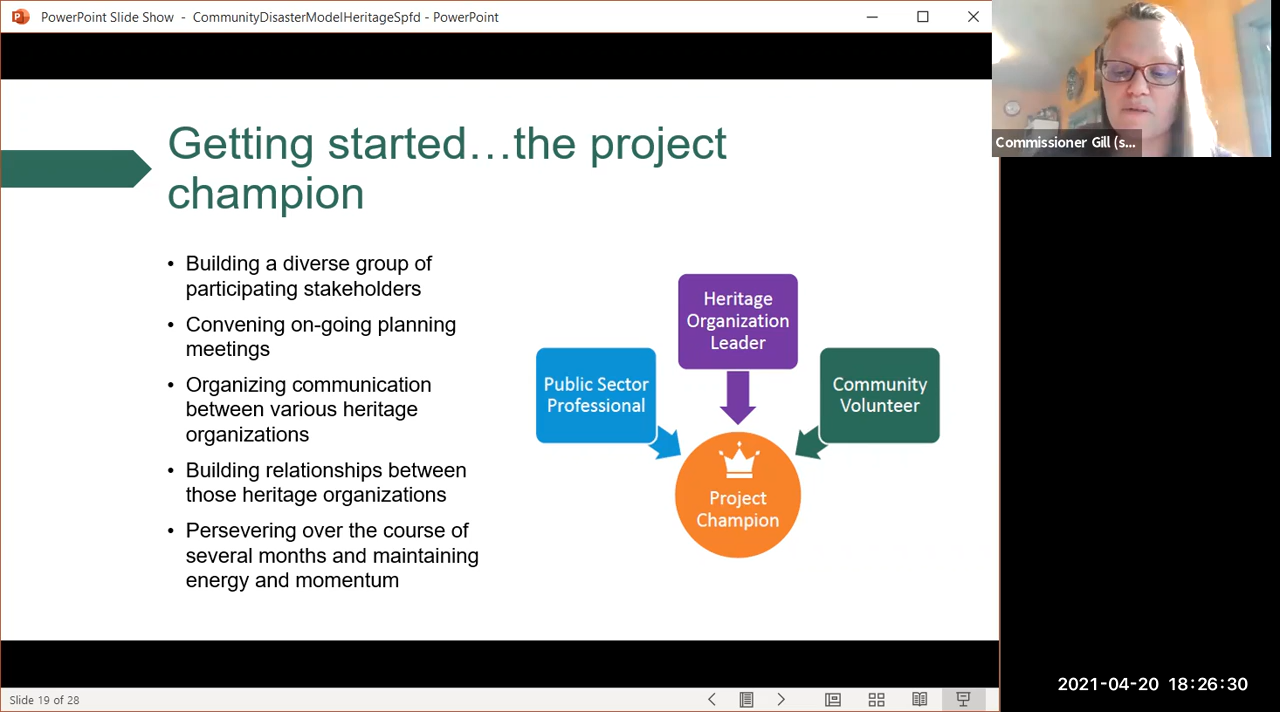 PowerPoint Slide Show - CommunityDisasterModelHeritageSpfd - PowerPoint
Commissioner Gill (s...
Getting started…the project
champion
• Building a diverse group of
participating stakeholders
• Convening on-going planning
meetings
• Organizing communication
between various heritage
organizations
• Building relationships between
those heritage organizations
• Persevering over the course of
several months and maintaining
energy and momentum
Heritage
Organization
Leader
Public Sector
Professional
Community
Volunteer
Project
Champion
Slide 19 of 28
2021-04-20 18:26:30